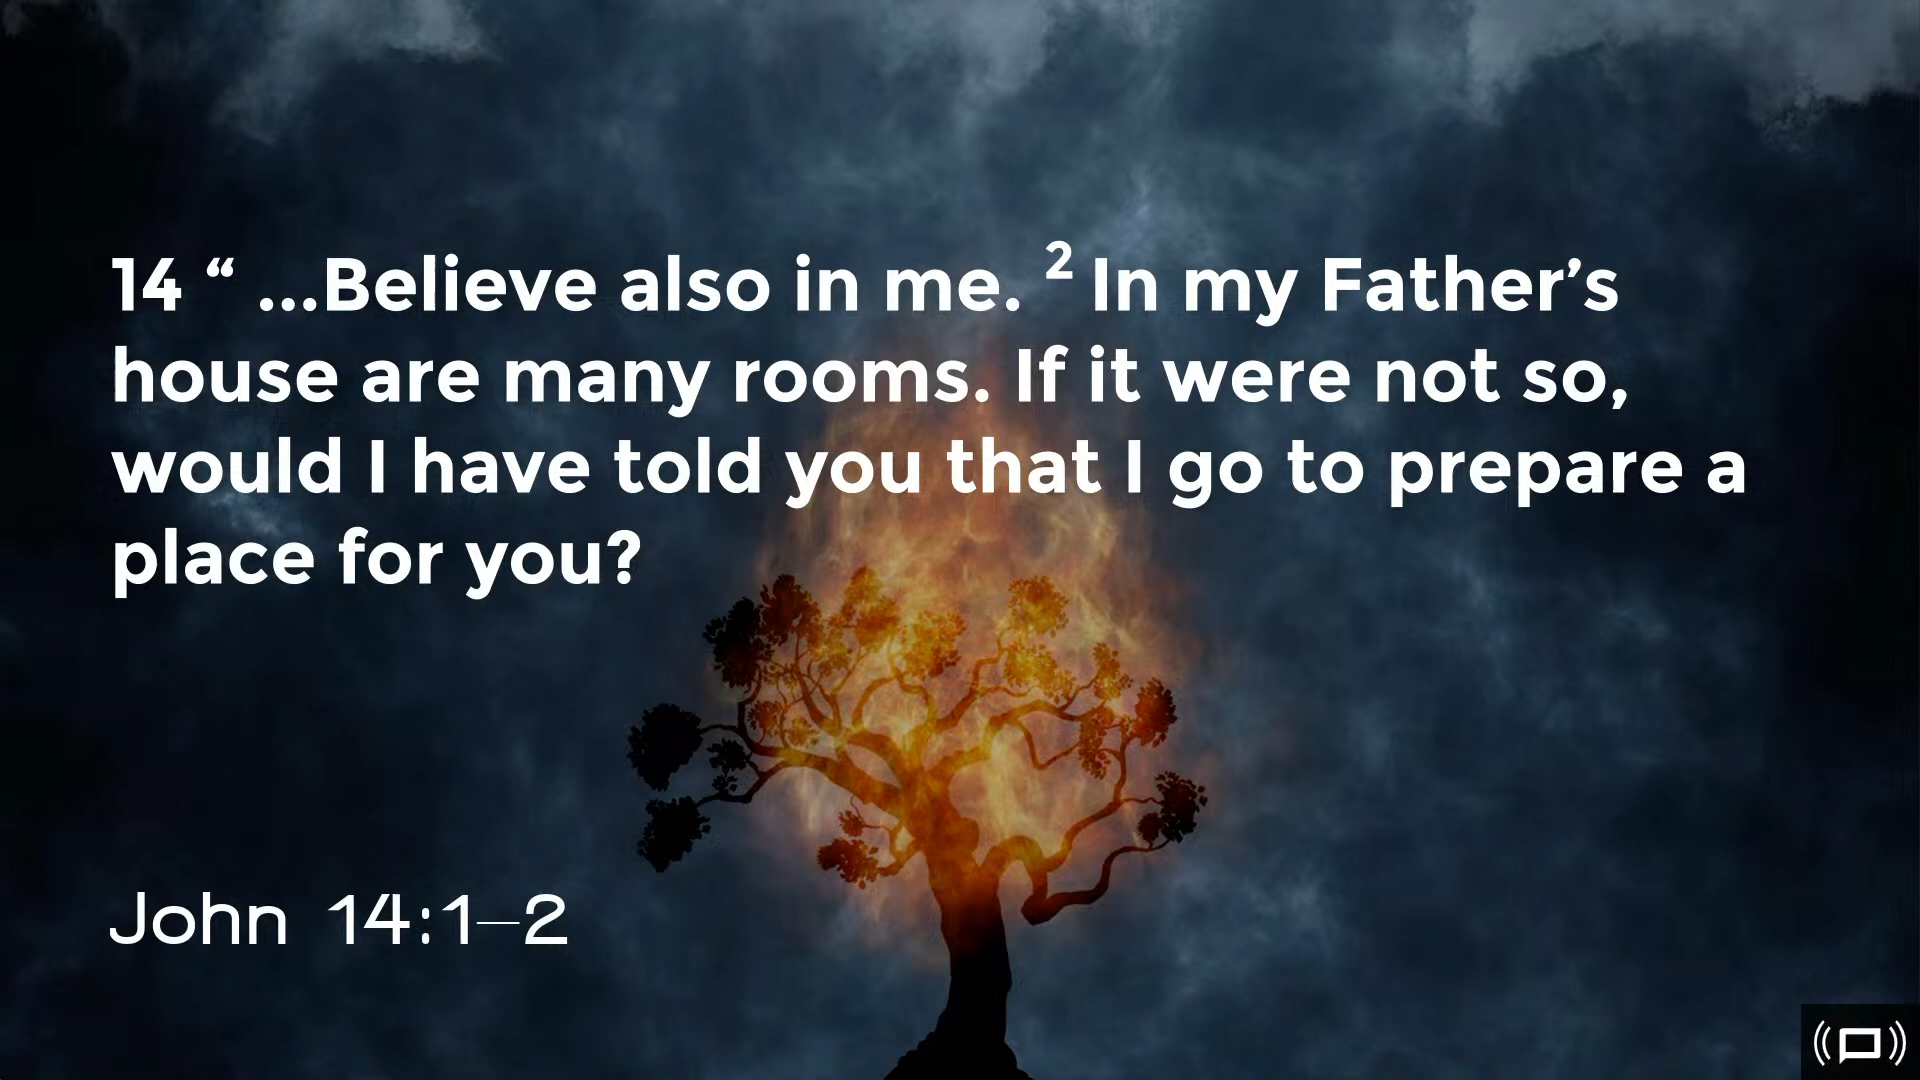 14 “ ...Believe also in me. ² In my Father’s
house are many rooms. If it were not so,
would I have told you that I go to prepare a
place for you?
John 14:1–2